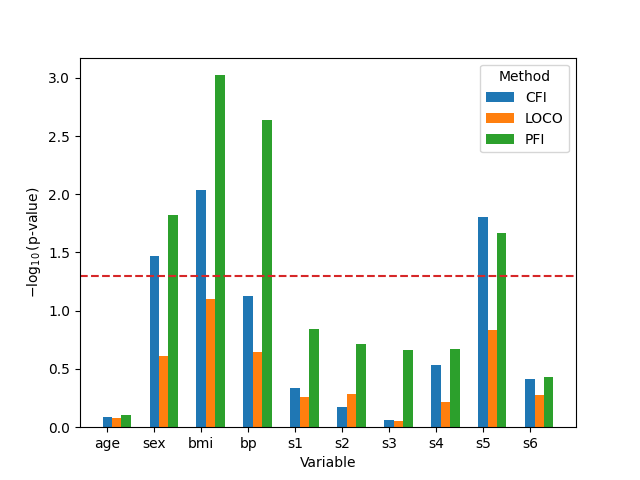 Method
CFI
LOCO
PFI
−log₁₀(p-value)
3.0
2.5
2.0
1.5
1.0
0.5
0.0
age sex bmi bp s1 s2 s3 s4 s5 s6
Variable